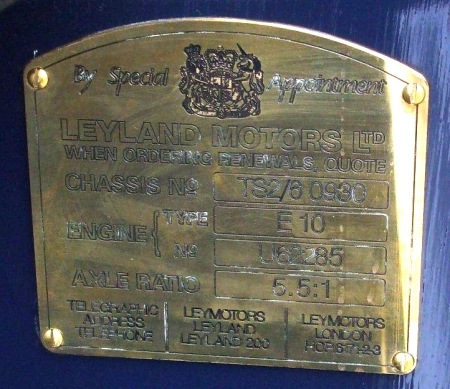 By Special Appointment
LEYLAND MOTORS LTD
WHEN ORDERING RENEWALS, QUOTE
CHASSIS No TS2/6 0930
ENGINE { TYPE E 10
No U62285
AXLE RATIO 5.5:1
TELEGRAPHIC
ADDRESS
TELEPHONE
LEYMOTORS
LEYLAND
LEYLAND 200
LEYMOTORS
LONDON